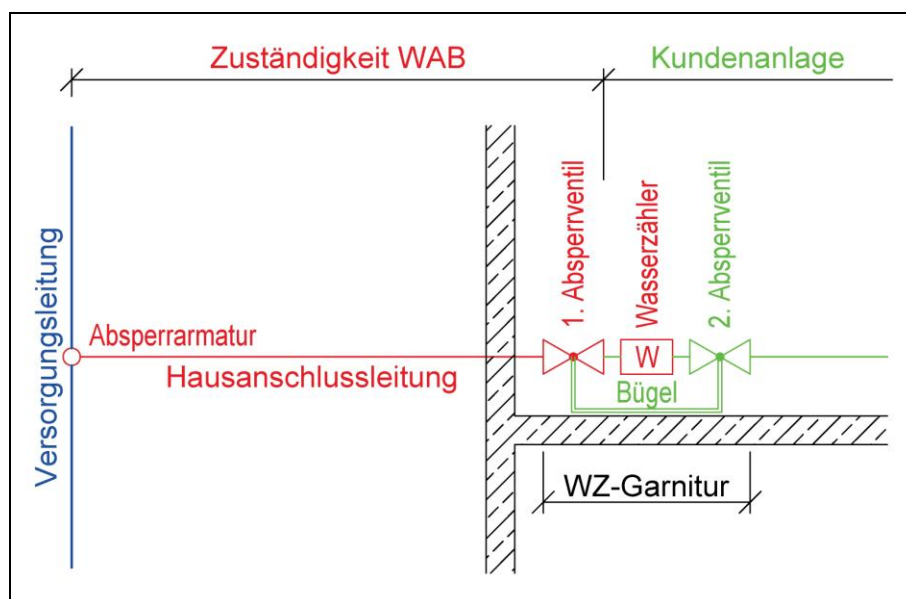 Zuständigkeit WAB
Kundenanlage
Versorgungsleitung
Absperrarmatur
Hausanschlussleitung
1. Absperrventil
Wasserzähler
2. Absperrventil
W
Bügel
WZ-Garnitur